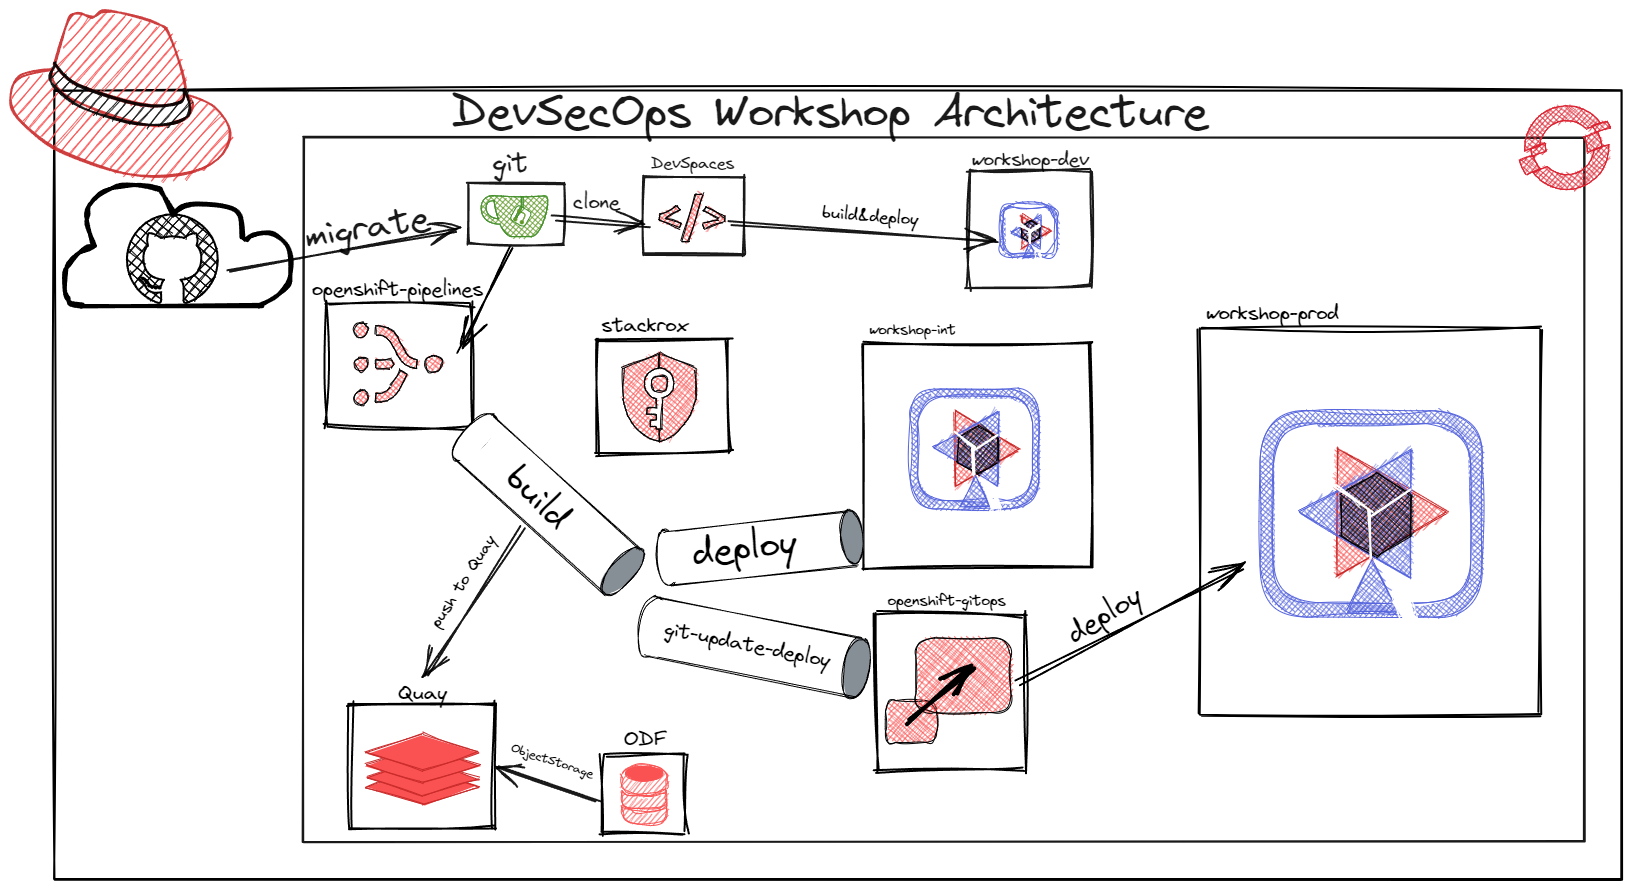 DevSecOps Workshop Architecture
git
DevSpaces
workshop-dev
migrate
clone
build&deploy
openshift-pipelines
stackrox
workshop-int
workshop-prod
build
deploy
push to Quay
git-update-deploy
openshift-gitops
deploy
Quay
ObjectStorage
ODF